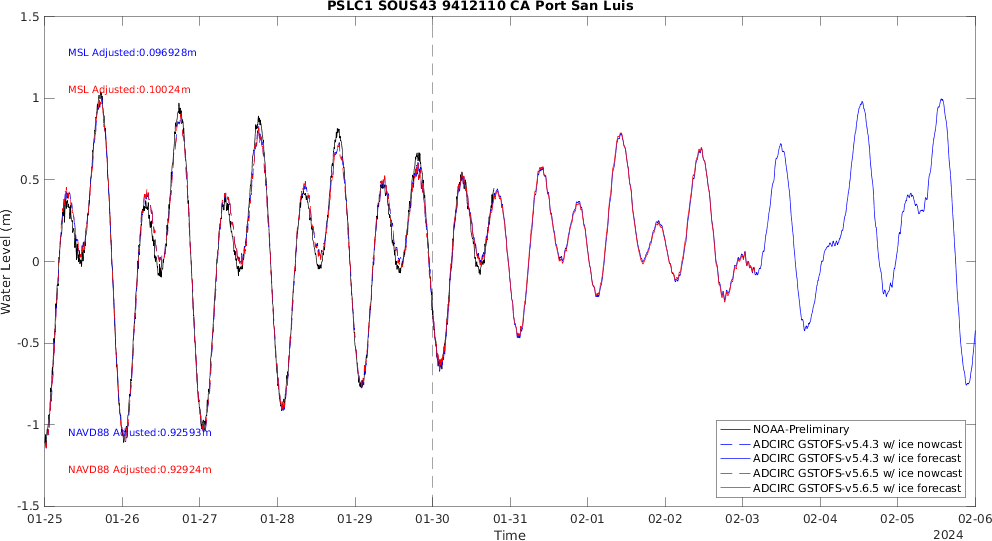 PSLC1 SOUS43 9412110 CA Port San Luis
1.5
MSL Adjusted:0.096928m
1
MSL Adjusted:0.10024m
0.5
Water Level (m)
0
-0.5
-1
NAVD88 Adjusted:0.92593m
NAVD88 Adjusted:0.92924m
-1.5
NOAA-Preliminary
ADCIRC GSTOFS-v5.4.3 w/ ice nowcast
ADCIRC GSTOFS-v5.4.3 w/ ice forecast
ADCIRC GSTOFS-v5.6.5 w/ ice nowcast
ADCIRC GSTOFS-v5.6.5 w/ ice forecast
01-25 01-26 01-27 01-28 01-29 01-30 01-31 02-01 02-02 02-03 02-04 02-05 02-06
Time
2024